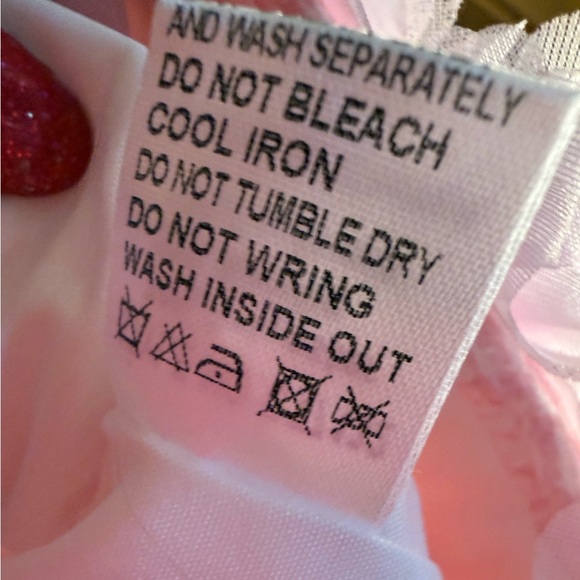 AND WASH SEPARATELY
DO NOT BLEACH
COOL IRON
DO NOT TUMBLE DRY
DO NOT WRING
WASH INSIDE OUT